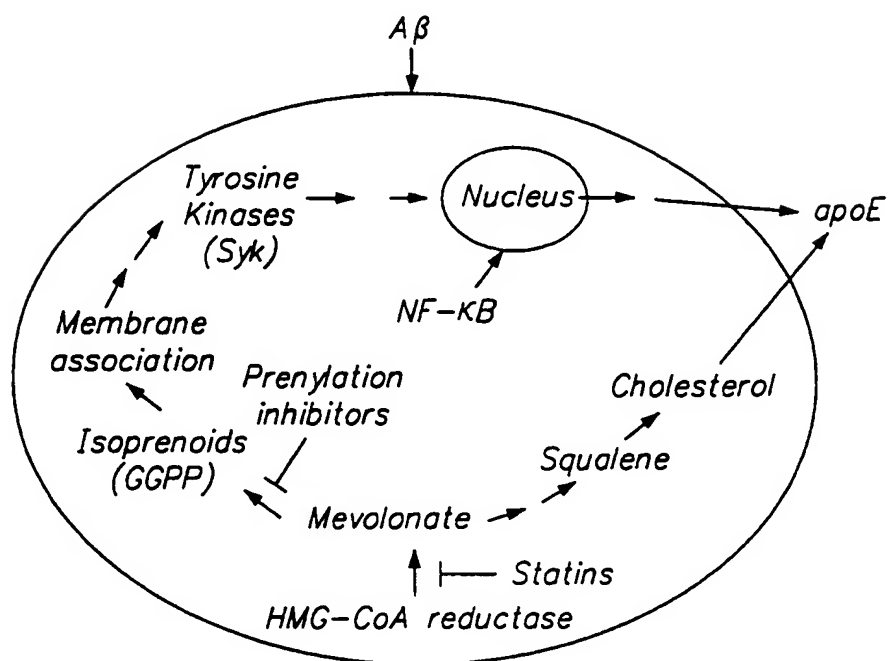 Aβ
Tyrosine
Kinases
(Syk)
Nucleus
apoE
NF-κB
Membrane
association
Prenylation
inhibitors
Cholesterol
Isoprenoids
(GGPP)
Squalene
Mevolonate
Statins
HMG-CoA reductase